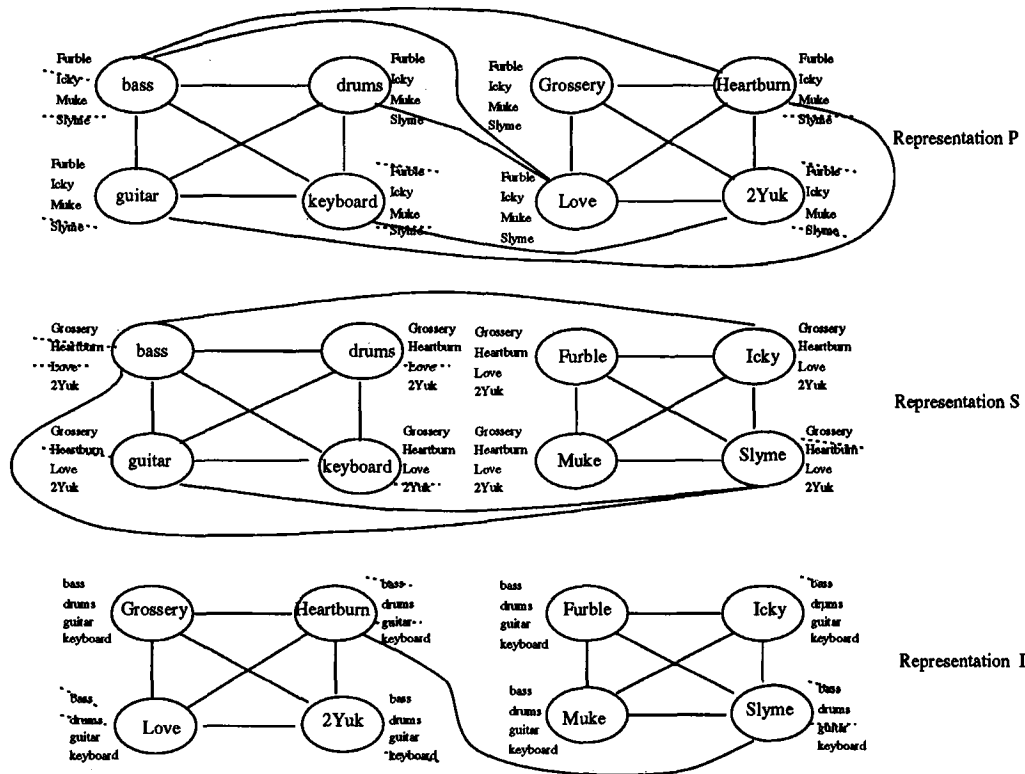 Furble
Icky
Muke
Slyme
bass
drums
Furble
Icky
Muke
Slyme
Furble
Icky
Muke
Slyme
Grossery
Heartburn
Furble
Icky
Muke
Slyme
Representation P
Furble
Icky
Muke
Slyme
guitar
keyboard
Furble
Icky
Muke
Slyme
Furble
Icky
Muke
Slyme
Love
2Yuk
Furble
Icky
Muke
Slyme
Grossery
Heartburn
Love
2Yuk
bass
drums
Grossery
Heartburn
Love
2Yuk
Grossery
Heartburn
Love
2Yuk
Furble
Icky
Grossery
Heartburn
Love
2Yuk
Representation S
Grossery
Heartburn
Love
2Yuk
guitar
keyboard
Grossery
Heartburn
Love
2Yuk
Grossery
Heartburn
Love
2Yuk
Muke
Slyme
Grossery
Heartburn
Love
2Yuk
bass
drums
guitar
keyboard
Grossery
Heartburn
bass
drums
guitar
keyboard
bass
drums
guitar
keyboard
Furble
Icky
bass
drums
guitar
keyboard
Representation I
bass
drums
guitar
keyboard
Love
2Yuk
bass
drums
guitar
keyboard
bass
drums
guitar
keyboard
Muke
Slyme
bass
drums
guitar
keyboard